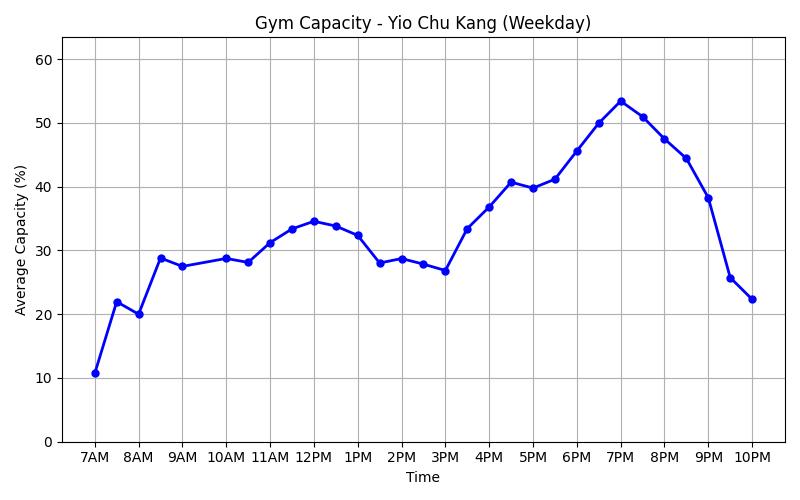 Gym Capacity - Yio Chu Kang (Weekday)
Average Capacity (%)
60
50
40
30
20
10
0
7AM 8AM 9AM 10AM 11AM 12PM 1PM 2PM 3PM 4PM 5PM 6PM 7PM 8PM 9PM 10PM
Time